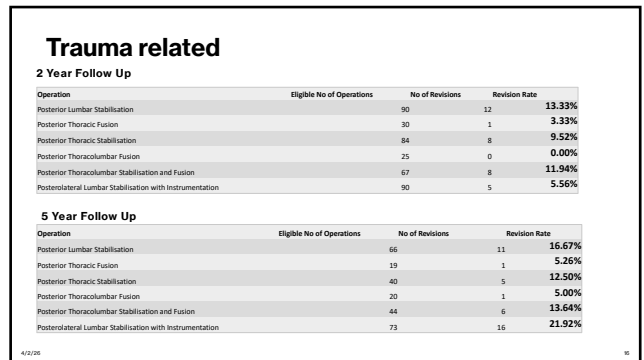 Trauma related
2 Year Follow Up
Operation Eligible No of Operations No of Revisions Revision Rate
Posterior Lumbar Stabilisation 90 12 13.33%
Posterior Thoracic Fusion 30 1 3.33%
Posterior Thoracic Stabilisation 84 8 9.52%
Posterior Thoracolumbar Fusion 25 0 0.00%
Posterior Thoracolumbar Stabilisation and Fusion 67 8 11.94%
Posterolateral Lumbar Stabilisation with Instrumentation 90 5 5.56%
5 Year Follow Up
Operation Eligible No of Operations No of Revisions Revision Rate
Posterior Lumbar Stabilisation 66 11 16.67%
Posterior Thoracic Fusion 19 1 5.26%
Posterior Thoracic Stabilisation 40 5 12.50%
Posterior Thoracolumbar Fusion 20 1 5.00%
Posterior Thoracolumbar Stabilisation and Fusion 44 6 13.64%
Posterolateral Lumbar Stabilisation with Instrumentation 73 16 21.92%
4/2/26 16